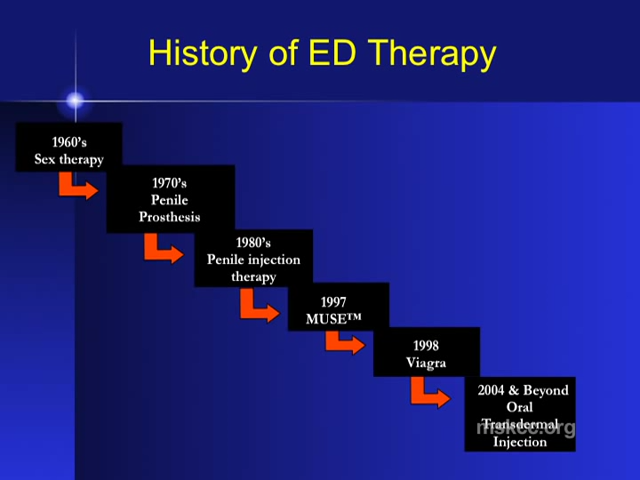 History of ED Therapy
1960's
Sex therapy
1970's
Penile
Prosthesis
1980's
Penile injection
therapy
1997
MUSE™
1998
Viagra
2004 & Beyond
Oral
Transdermal
mskcc.org
Injection